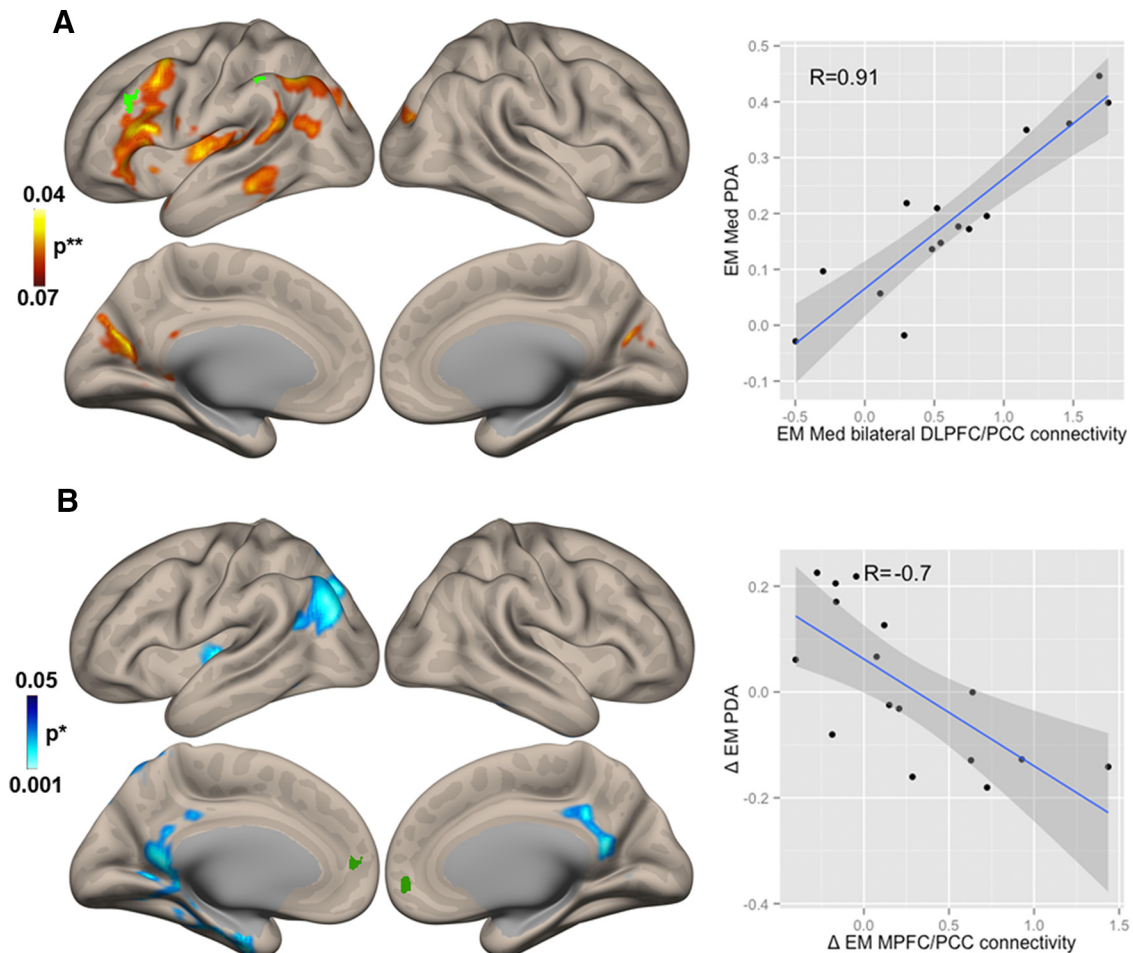 A
0.04
p**
0.07
R=0.91
EM Med PDA
0.5
0.4
0.3
0.2
0.1
0.0
-0.1
-0.5
0.0
0.5
1.0
1.5
EM Med bilateral DLPFC/PCC connectivity
B
0.05
p*
0.001
R=-0.7
Δ EM PDA
0.2
0.0
-0.2
-0.4
0.0
0.5
1.0
1.5
Δ EM MPFC/PCC connectivity